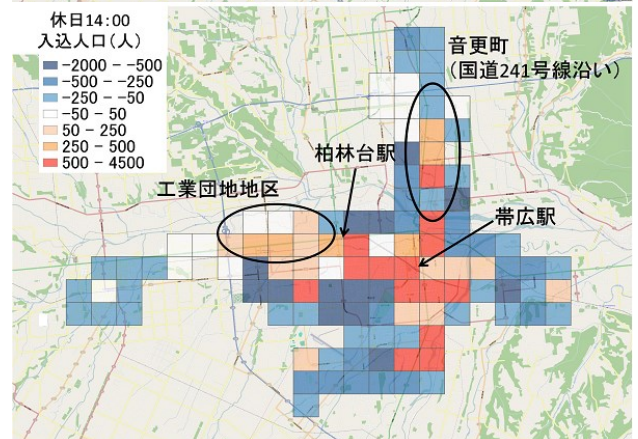 休日14:00
入込人口(人)
-2000 - -500
-500 - -250
-250 - -50
-50 - 50
50 - 250
250 - 500
500 - 4500
音更町
(国道241号線沿い)
柏林台駅
工業団地地区
帯広駅